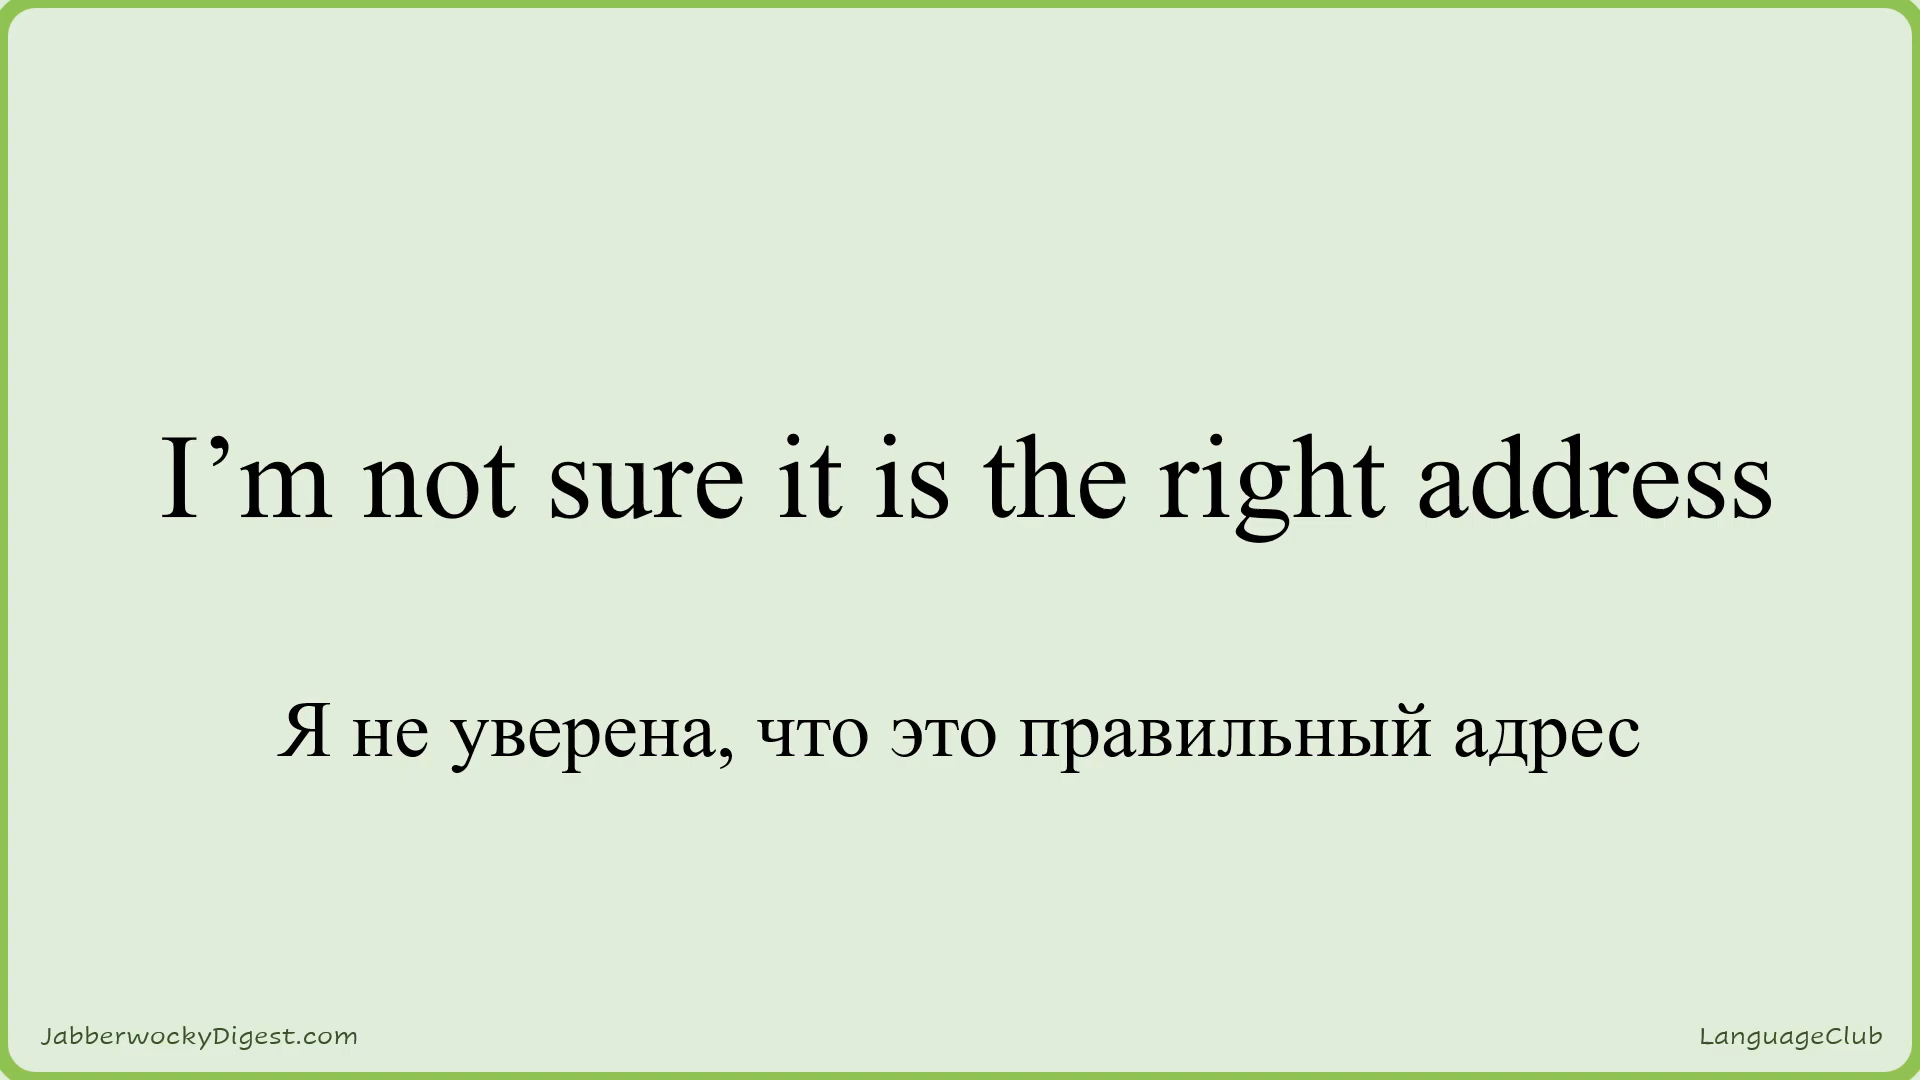 I’m not sure it is the right address
Я не уверена, что это правильный адрес
JabberwockyDigest.com
LanguageClub